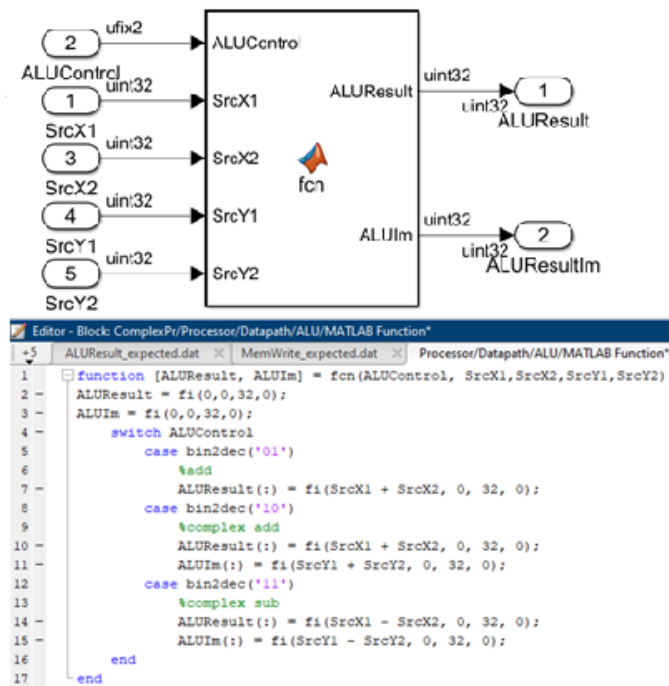 2
ufix2
ALUControl
ALUControl
1
uint32
SrcX1
SrcX1
3
uint32
SrcX2
SrcX2
4
uint32
SrcY1
SrcY1
5
uint32
SrcY2
SrcY2
fcn
ALUResult
uint32
uint32
1
ALUResult
ALUIm
uint32
uint32
2
ALUResultIm
Editor - Block: ComplexPr/Processor/Datapath/ALU/MATLAB Function*
+5 ALUResult_expected.dat × MemWrite_expected.dat × Processor/Datapath/ALU/MATLAB Function*
1 function [ALUResult, ALUIm] = fcn(ALUControl, SrcX1,SrcX2,SrcY1,SrcY2)
2 – ALUResult = fi(0,0,32,0);
3 – ALUIm = fi(0,0,32,0);
4 – switch ALUControl
5 case bin2dec('01')
6 %add
7 – ALUResult(:) = fi(SrcX1 + SrcX2, 0, 32, 0);
8 case bin2dec('10')
9 %complex add
10 – ALUResult(:) = fi(SrcX1 + SrcX2, 0, 32, 0);
11 – ALUIm(:) = fi(SrcY1 + SrcY2, 0, 32, 0);
12 case bin2dec('11')
13 %complex sub
14 – ALUResult(:) = fi(SrcX1 - SrcX2, 0, 32, 0);
15 – ALUIm(:) = fi(SrcY1 - SrcY2, 0, 32, 0);
16 end
17 end